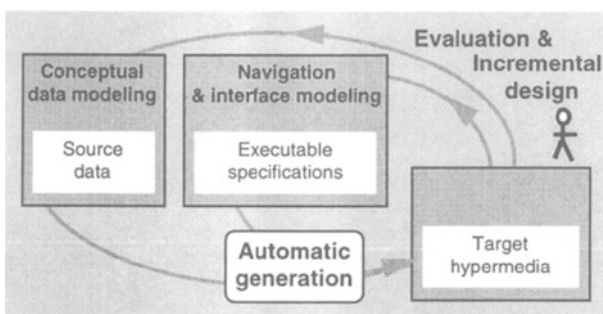 Evaluation &
Incremental
design
Conceptual
data modeling
Source
data
Navigation
& interface modeling
Executable
specifications
Automatic
generation
Target
hypermedia